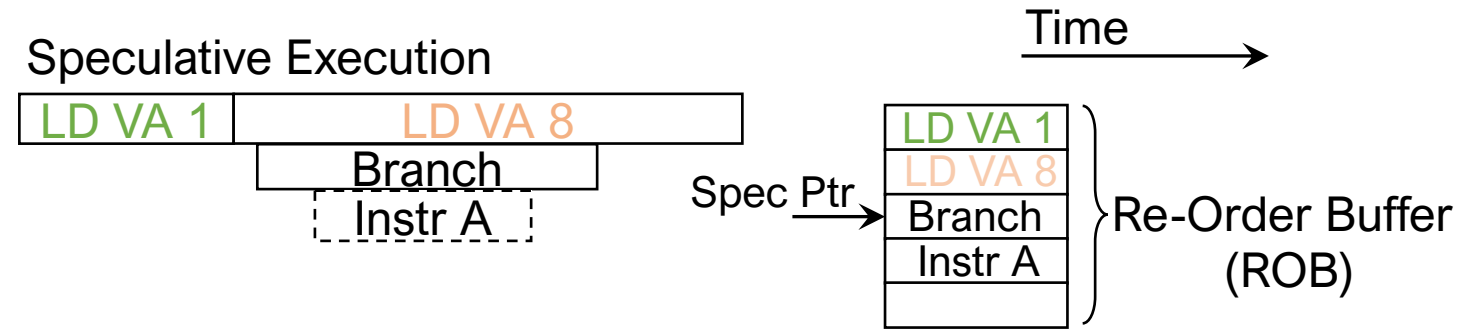 Time
Speculative Execution
LD VA 1
LD VA 8
Branch
Instr A
Spec Ptr
LD VA 1
LD VA 8
Branch
Instr A
Re-Order Buffer
(ROB)